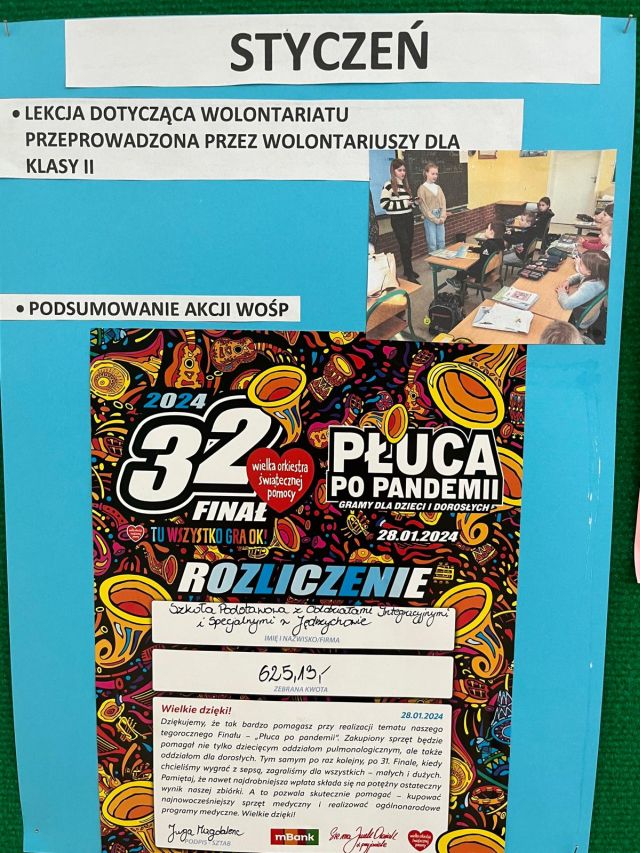 STYCZEŃ
• LEKCJA DOTYCZĄCA WOLONTARIATU
PRZEPROWADZONA PRZEZ WOLONTARIUSZY DLA
KLASY II
• PODSUMOWANIE AKCJI WOŚP
2024
32
FINAŁ
wielka orkiestra
świątecznej
pomocy
TU WSZYSTKO GRA OK!
PŁUCA
PO PANDEMII
GRAMY DLA DZIECI I DOROSŁYCH
28.01.2024
ROZLICZENIE
Szkoła Podstawowa z Oddziałami Integracyjnymi
i Specjalnymi w Jędrzychowie
IMIĘ I NAZWISKO/FIRMA
625,13,-
ZEBRANA KWOTA
Wielkie dzięki!
28.01.2024
Dziękujemy, że tak bardzo pomagasz przy realizacji tematu naszego
tegorocznego Finału – „Płuca po pandemii”. Zakupiony sprzęt będzie
pomagał nie tylko dziecięcym oddziałom pulmonologicznym, ale także
oddziałom dla dorosłych. Tym samym po raz kolejny, po 31. Finale, kiedy
chcieliśmy wygrać z sepsą, zagraliśmy dla wszystkich – małych i dużych.
Pamiętaj, że nawet najdrobniejsza wpłata składa się na potężny ostateczny
wynik naszej zbiórki. A to pozwala skutecznie pomagać – kupować
najnowocześniejszy sprzęt medyczny i realizować ogólnonarodowe
programy medyczne. Wielkie dzięki!
Juga Magdalena
PODPIS - SZTAB
mBank